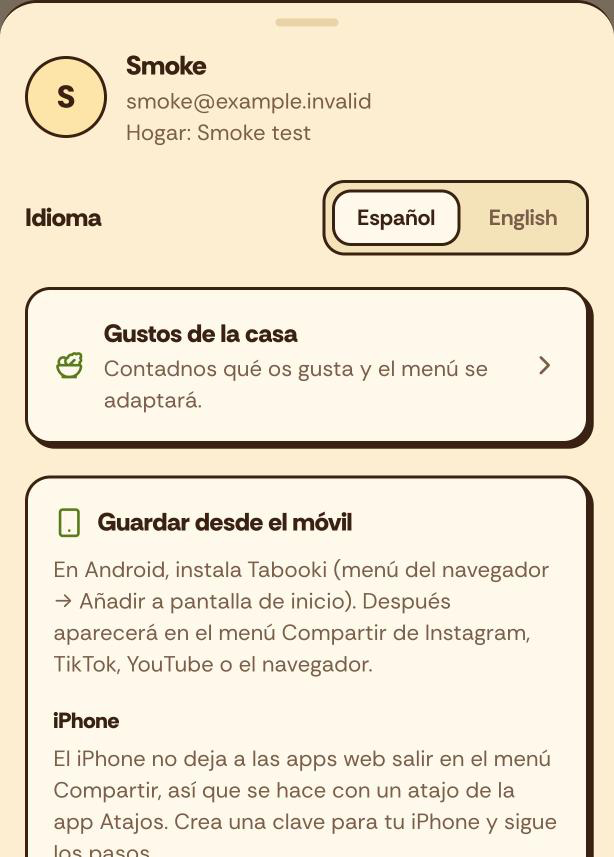 S
Smoke
smoke@example.invalid
Hogar: Smoke test
Idioma
Español
English
Gustos de la casa
Contadnos qué os gusta y el menú se
adaptará.
Guardar desde el móvil
En Android, instala Tabooki (menú del navegador
→ Añadir a pantalla de inicio). Después
aparecerá en el menú Compartir de Instagram,
TikTok, YouTube o el navegador.
iPhone
El iPhone no deja a las apps web salir en el menú
Compartir, así que se hace con un atajo de la
app Atajos. Crea una clave para tu iPhone y sigue
los pasos.